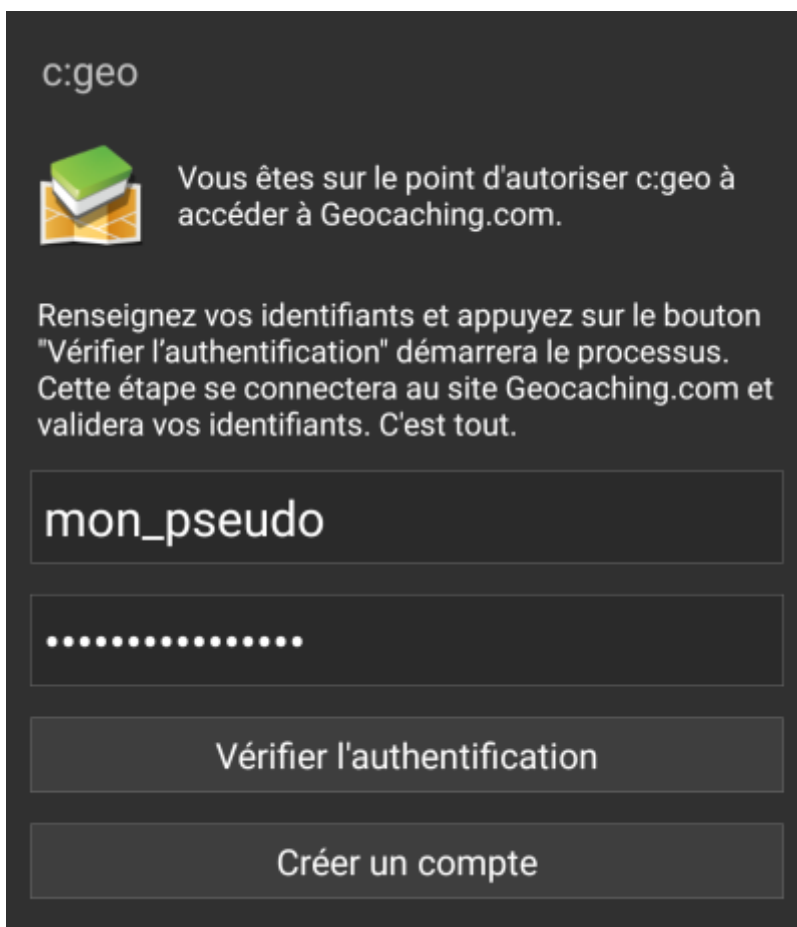 c:geo
Vous êtes sur le point d'autoriser c:geo à
accéder à Geocaching.com.
Renseignez vos identifiants et appuyez sur le bouton
"Vérifier l’authentification" démarrera le processus.
Cette étape se connectera au site Geocaching.com et
validera vos identifiants. C'est tout.
mon_pseudo
••••••••••••••••
Vérifier l'authentification
Créer un compte